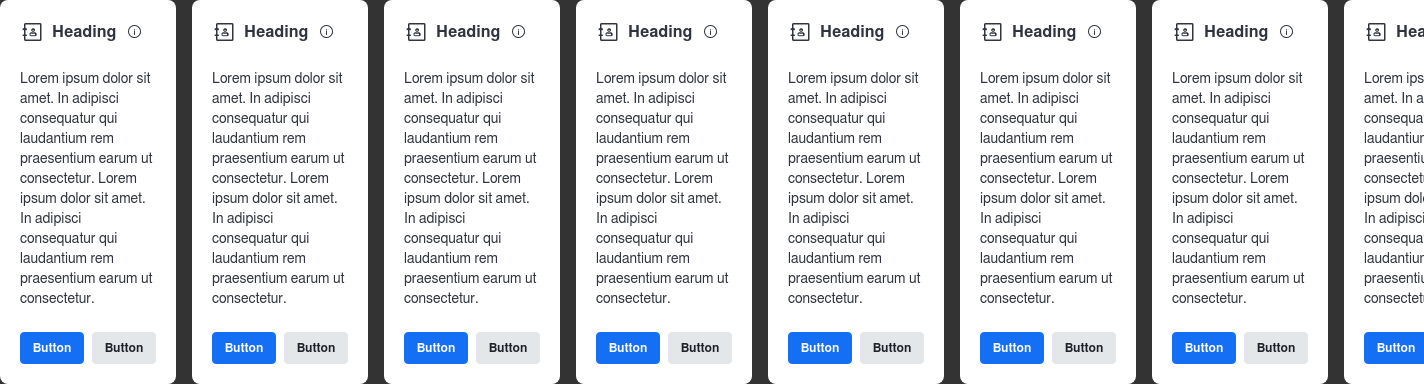 Heading
Lorem ipsum dolor sit
amet. In adipisci
consequatur qui
laudantium rem
praesentium earum ut
consectetur. Lorem
ipsum dolor sit amet.
In adipisci
consequatur qui
laudantium rem
praesentium earum ut
consectetur.
Button Button
Heading
Lorem ipsum dolor sit
amet. In adipisci
consequatur qui
laudantium rem
praesentium earum ut
consectetur. Lorem
ipsum dolor sit amet.
In adipisci
consequatur qui
laudantium rem
praesentium earum ut
consectetur.
Button Button
Heading
Lorem ipsum dolor sit
amet. In adipisci
consequatur qui
laudantium rem
praesentium earum ut
consectetur. Lorem
ipsum dolor sit amet.
In adipisci
consequatur qui
laudantium rem
praesentium earum ut
consectetur.
Button Button
Heading
Lorem ipsum dolor sit
amet. In adipisci
consequatur qui
laudantium rem
praesentium earum ut
consectetur. Lorem
ipsum dolor sit amet.
In adipisci
consequatur qui
laudantium rem
praesentium earum ut
consectetur.
Button Button
Heading
Lorem ipsum dolor sit
amet. In adipisci
consequatur qui
laudantium rem
praesentium earum ut
consectetur. Lorem
ipsum dolor sit amet.
In adipisci
consequatur qui
laudantium rem
praesentium earum ut
consectetur.
Button Button
Heading
Lorem ipsum dolor sit
amet. In adipisci
consequatur qui
laudantium rem
praesentium earum ut
consectetur. Lorem
ipsum dolor sit amet.
In adipisci
consequatur qui
laudantium rem
praesentium earum ut
consectetur.
Button Button
Heading
Lorem ipsum dolor sit
amet. In adipisci
consequatur qui
laudantium rem
praesentium earum ut
consectetur. Lorem
ipsum dolor sit amet.
In adipisci
consequatur qui
laudantium rem
praesentium earum ut
consectetur.
Button Button
Hea
Lorem ips
amet. In a
consequa
laudantiu
praesenti
consectet
ipsum dol
In adipisci
consequa
laudantiu
praesenti
consectet
Button